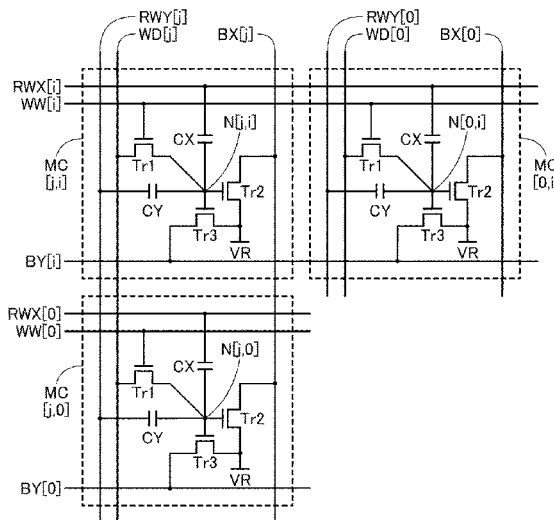 RWY[j]
WD[j]
BX[j]
RWY[0]
WD[0]
BX[0]
RWX[i]
WW[i]
N[j,i]
N[0,i]
CX
CX
MC
[j,i]
Tr1
Tr2
Tr1
Tr2
MC
[0,i]
CY
CY
Tr3
Tr3
VR
VR
BY[i]
RWX[0]
WW[0]
N[j,0]
CX
MC
[j,0]
Tr1
Tr2
CY
Tr3
VR
BY[0]